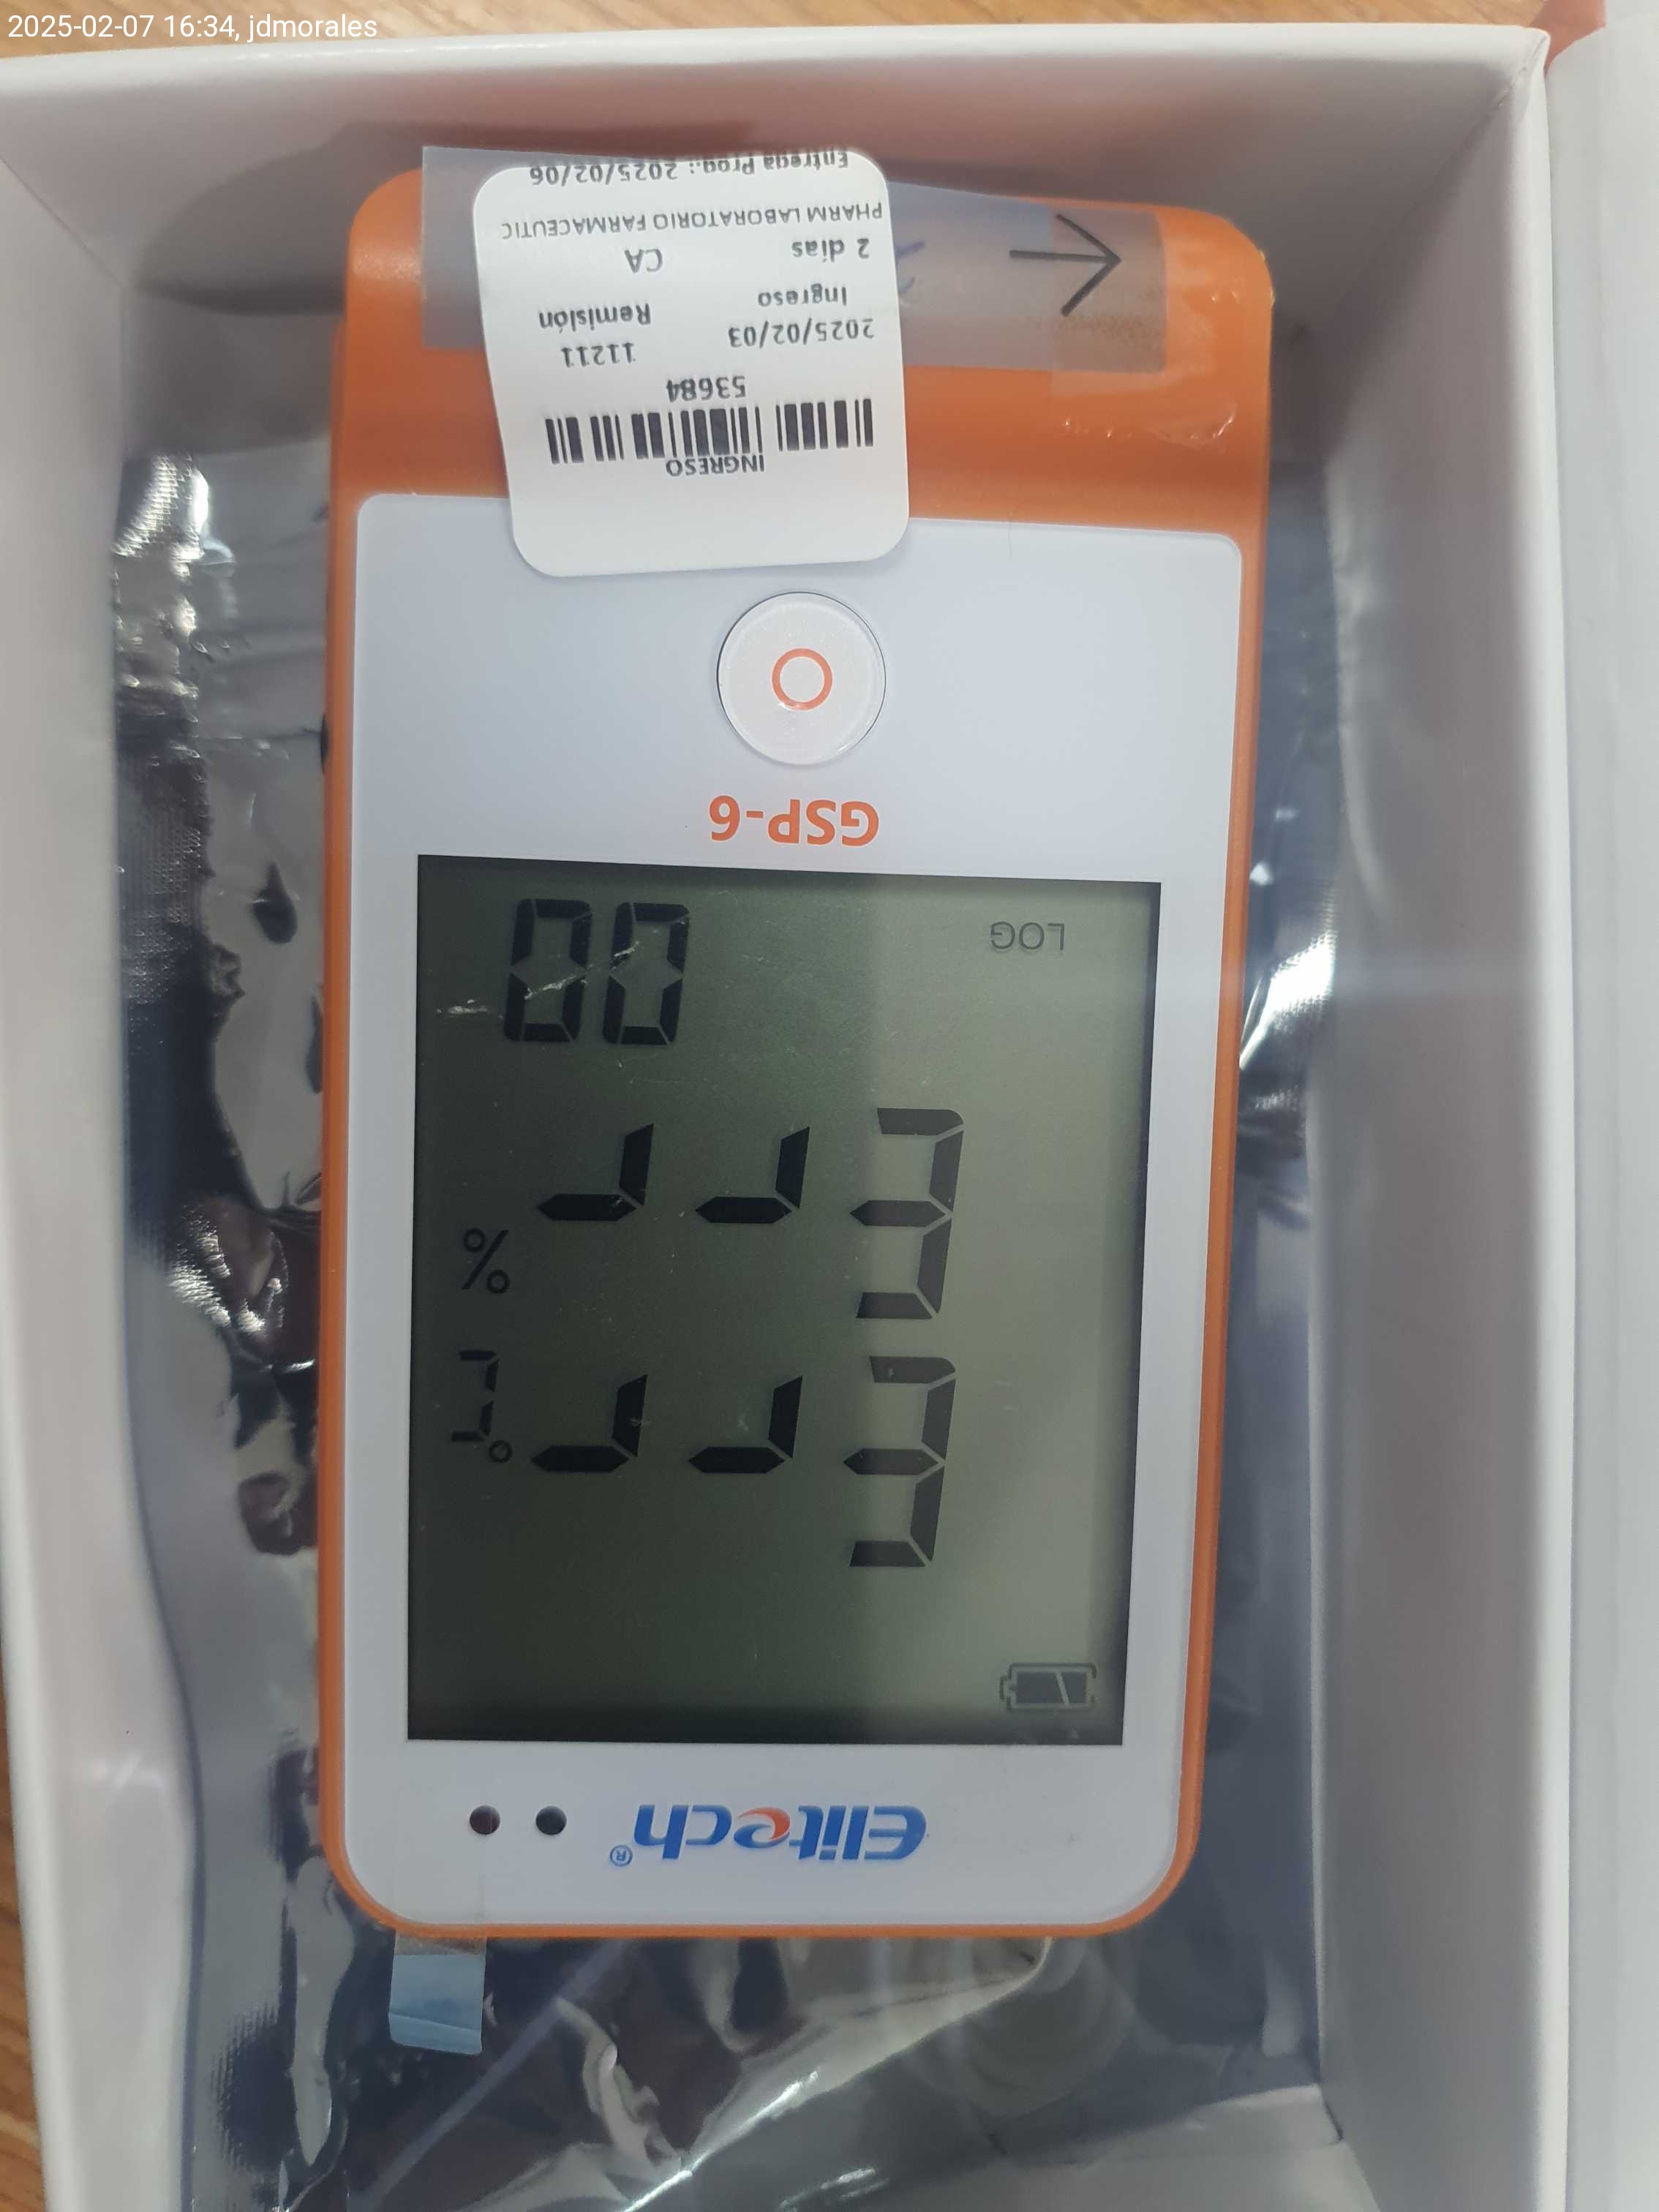 2025-02-07 16:34, jdmorales
Elitech®
°C Err
% Err
LOG 00
GSP-6
INGRESO
53684
2025/02/03 11211
Ingreso Remisión
2 días CA
PHARM LABORATORIO FARMACEUTIC
Entrega Prog.: 2025/02/06